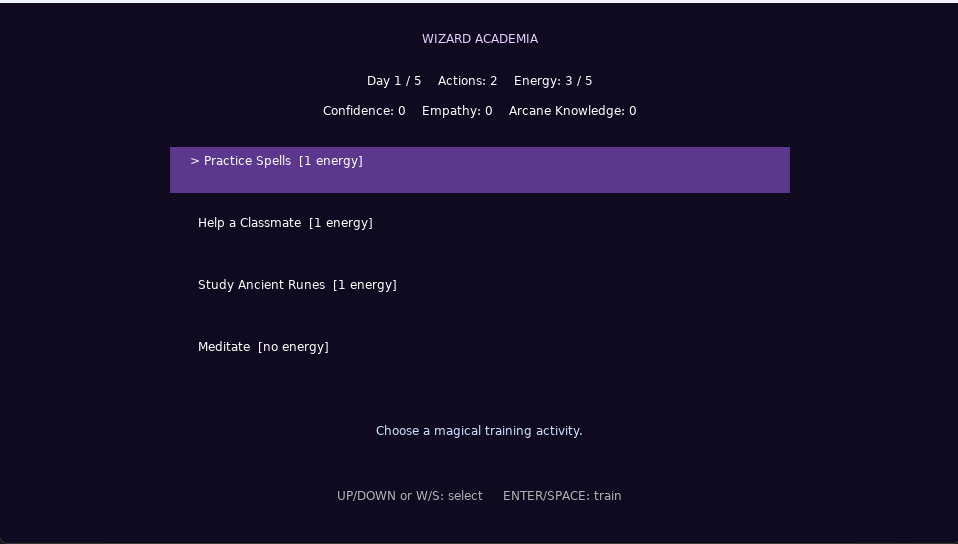 WIZARD ACADEMIA
Day 1 / 5    Actions: 2    Energy: 3 / 5
Confidence: 0    Empathy: 0    Arcane Knowledge: 0
> Practice Spells  [1 energy]
Help a Classmate  [1 energy]
Study Ancient Runes  [1 energy]
Meditate  [no energy]
Choose a magical training activity.
UP/DOWN or W/S: select     ENTER/SPACE: train